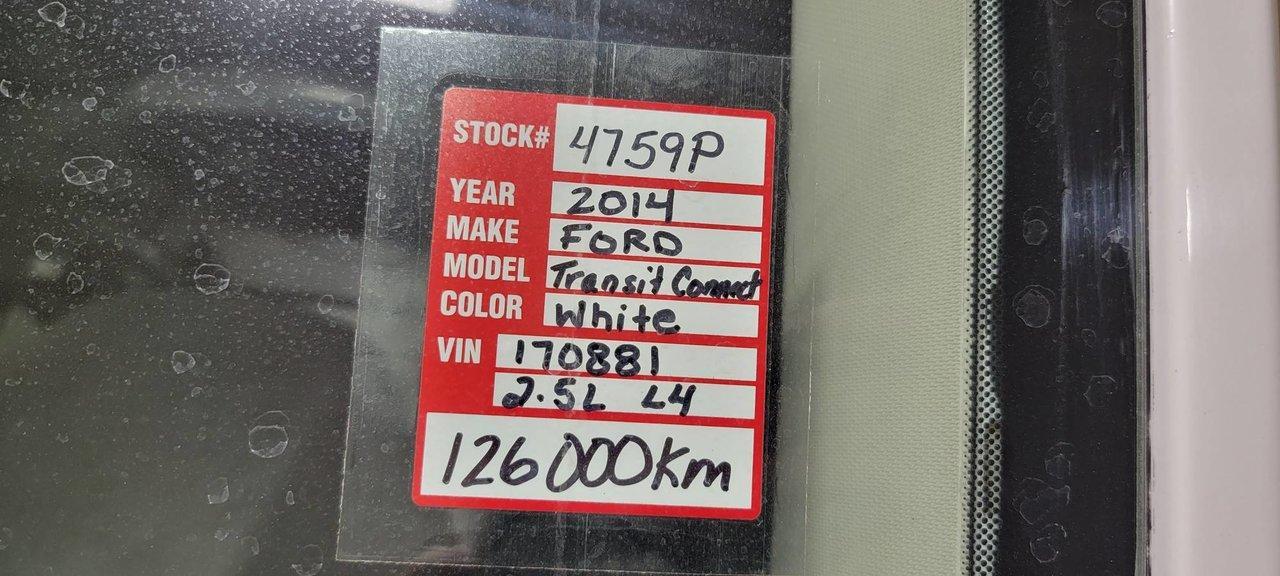 STOCK# 4759P
YEAR 2014
MAKE FORD
MODEL Transit Connect
COLOR White
VIN 170881
2.5L L4
126000Km